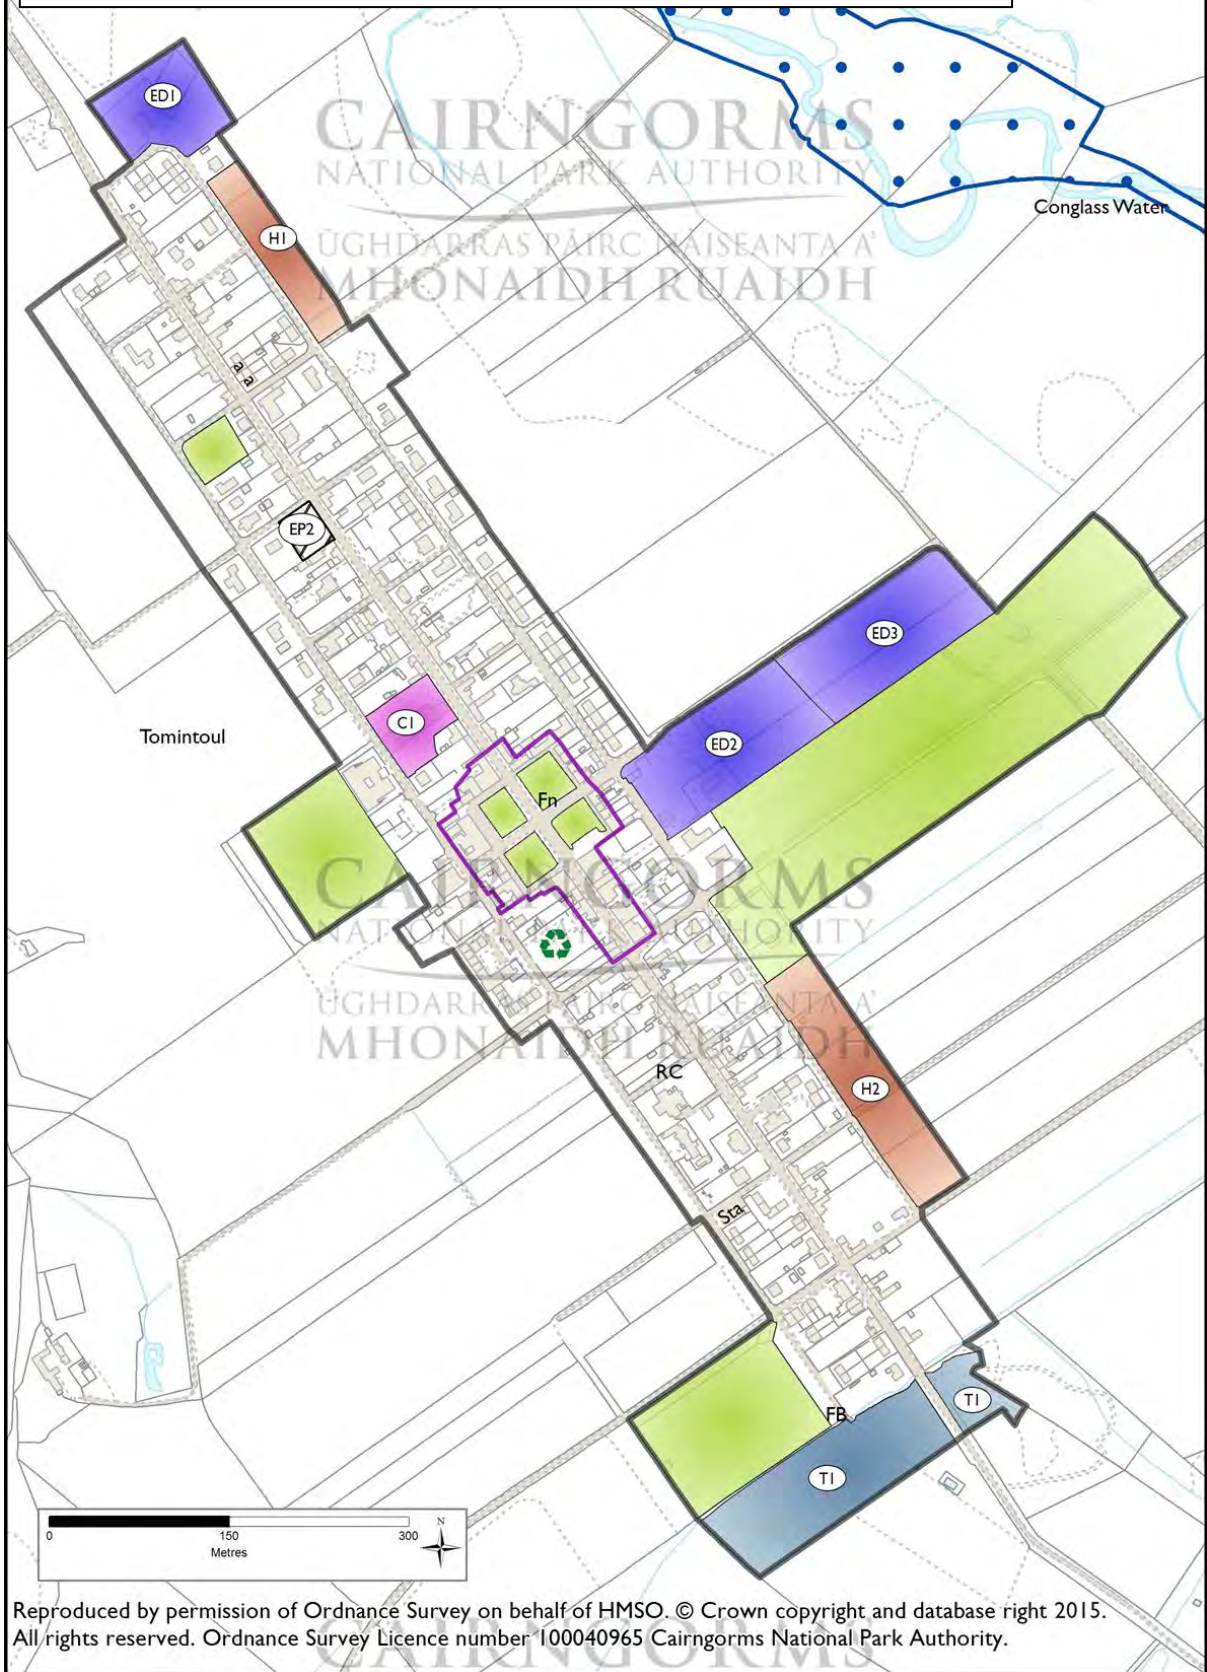 ED1
CAIRNGORMS
NATIONAL PARK AUTHORITY
Conglass Water
H1
ÙGHDARRAS PÀIRC NÀISEANTA A'
MHONAIDH RUAIDH
a a
EP2
ED3
C1
Tomintoul
ED2
Fn
CAIRNGORMS
NATIONAL PARK AUTHORITY
ÙGHDARRAS PÀIRC NÀISEANTA A'
MHONAIDH RUAIDH
RC
H2
Sta
T1
FB
T1
N
0 150 300
Metres
Reproduced by permission of Ordnance Survey on behalf of HMSO. © Crown copyright and database right 2015.
All rights reserved. Ordnance Survey Licence number 100040965 Cairngorms National Park Authority.
CAIRNGORMS